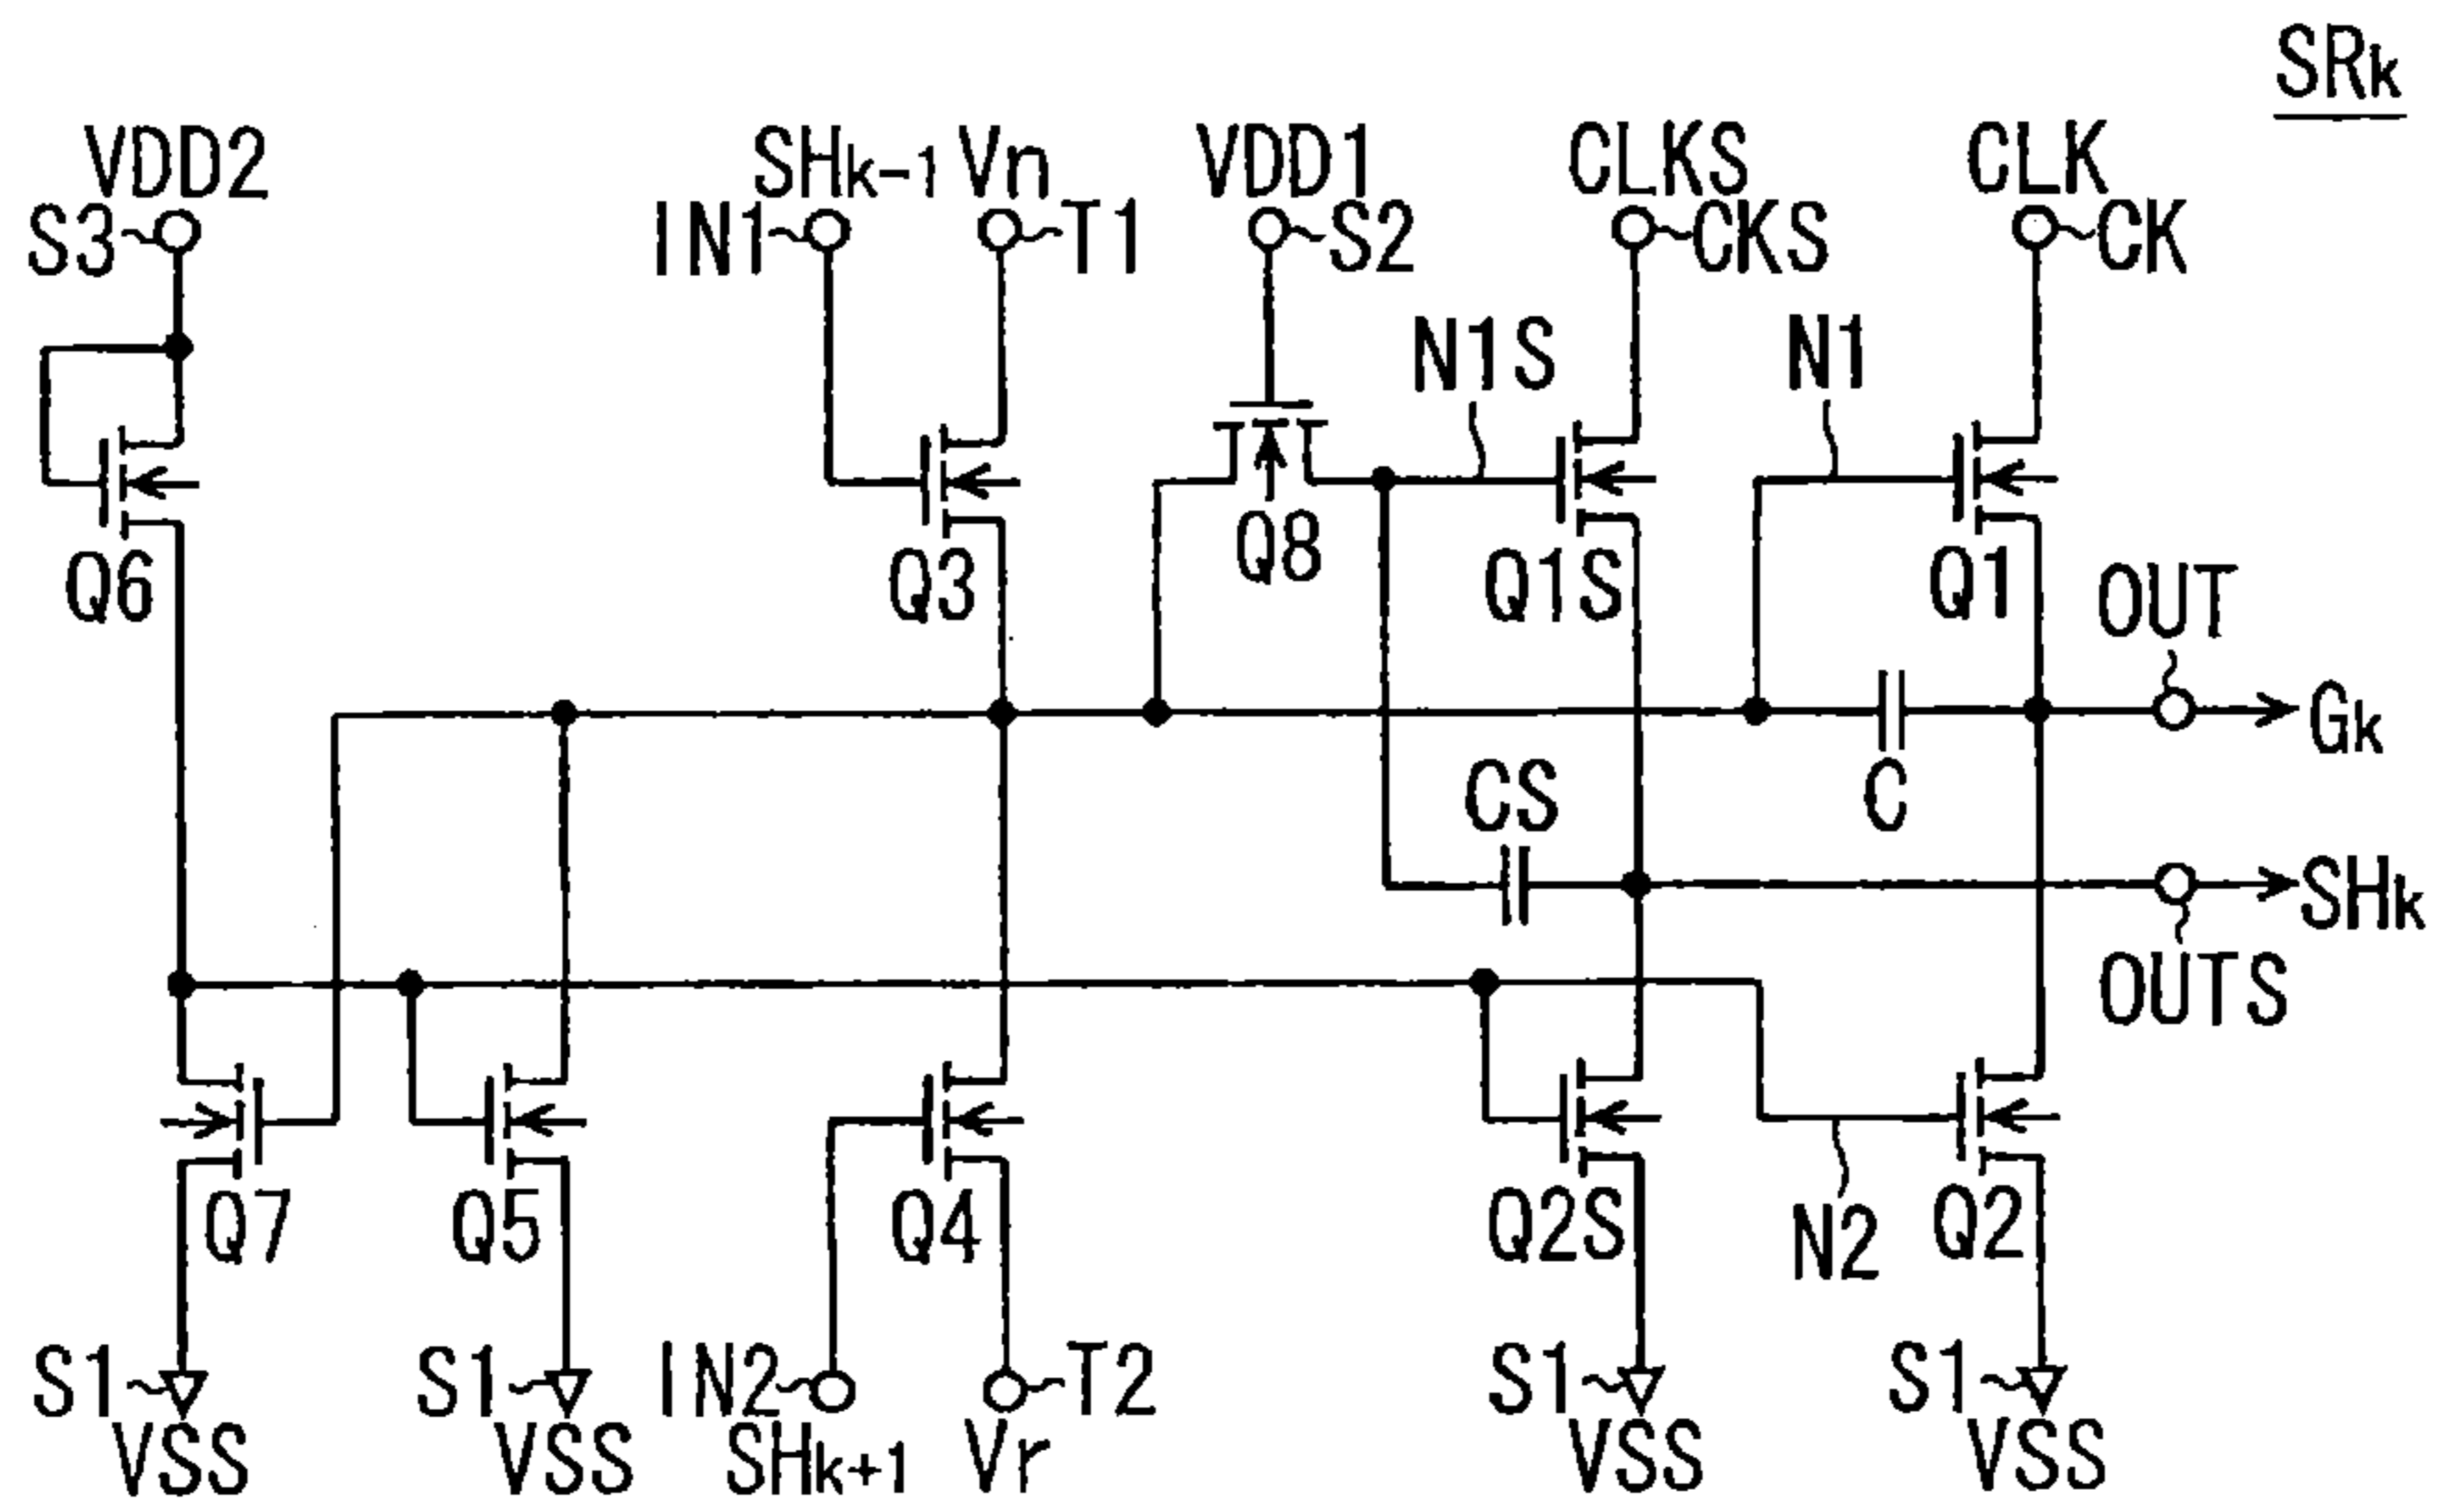 SRk
VDD2 SHk-1 Vn VDD1 CLKS CLK
S3 IN1 T1 S2 CKS CK
N1S N1
Q6 Q3 Q8 Q1S Q1 OUT
Gk
CS C
SHk
OUTS
Q7 Q5 Q4 Q2S N2 Q2
S1 S1 IN2 T2 S1 S1
VSS VSS SHk+1 Vr VSS VSS